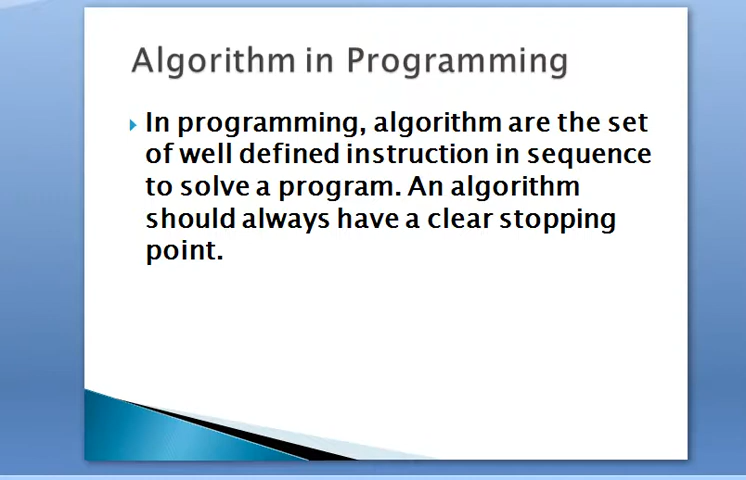 Algorithm in Programming
In programming, algorithm are the set
of well defined instruction in sequence
to solve a program. An algorithm
should always have a clear stopping
point.